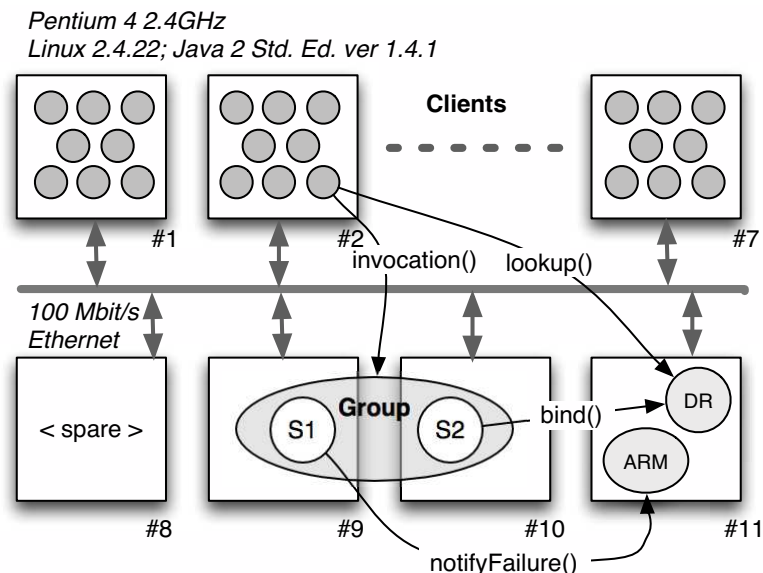 Pentium 4 2.4GHz
Linux 2.4.22; Java 2 Std. Ed. ver 1.4.1
Clients
#1
#2
#7
invocation()
lookup()
100 Mbit/s
Ethernet
< spare >
Group
S1
S2
bind()
DR
ARM
#8
#9
#10
#11
notifyFailure()